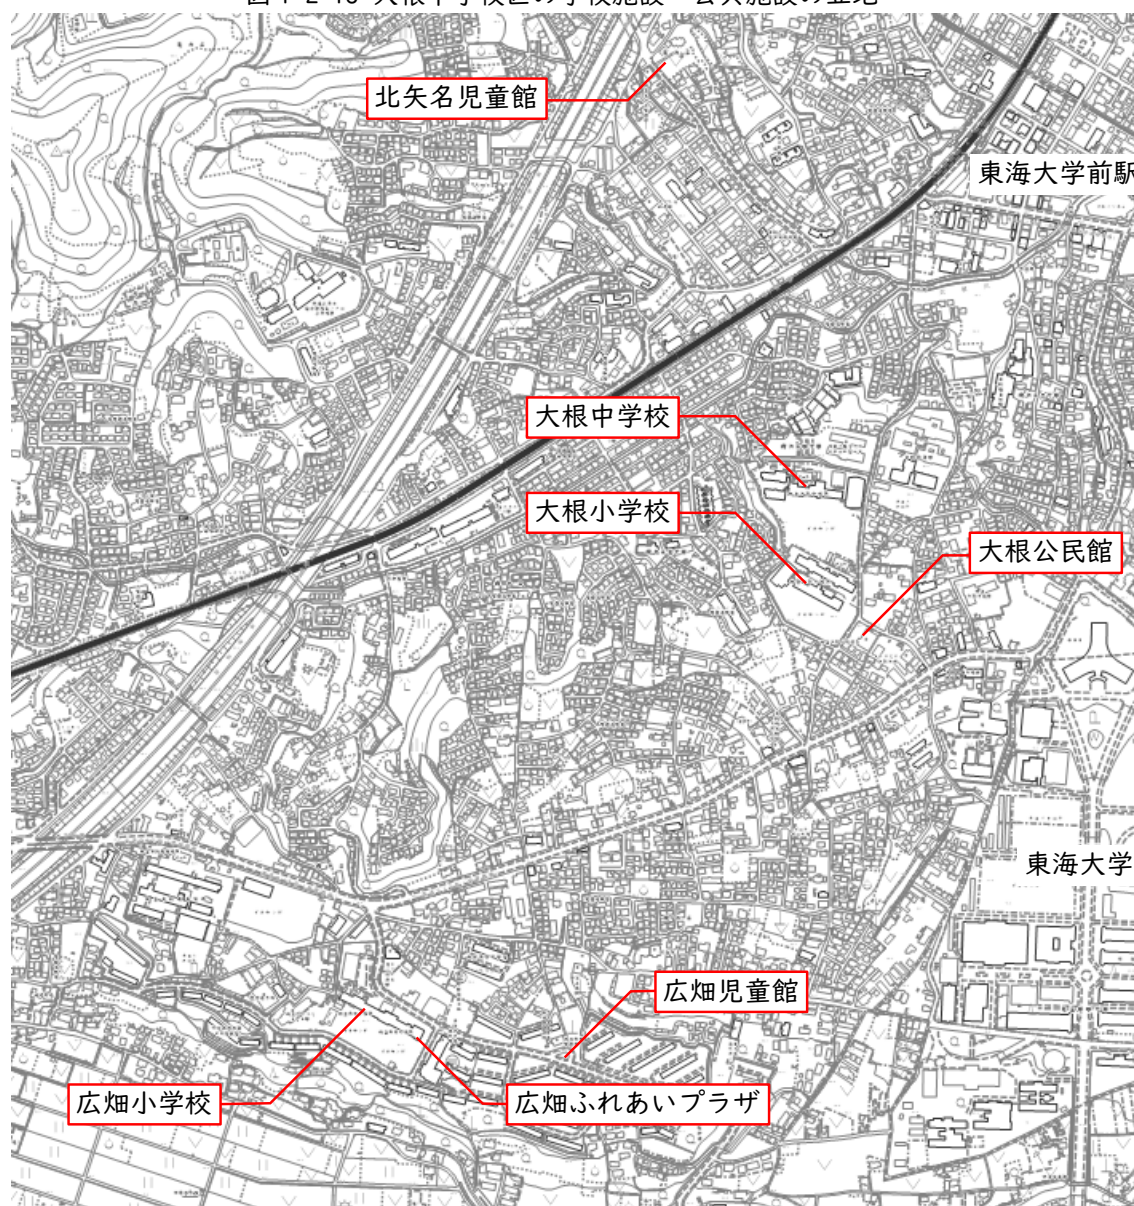 北矢名児童館
東海大学前駅
大根中学校
大根小学校
大根公民館
東海大学
広畑児童館
広畑小学校
広畑ふれあいプラザ